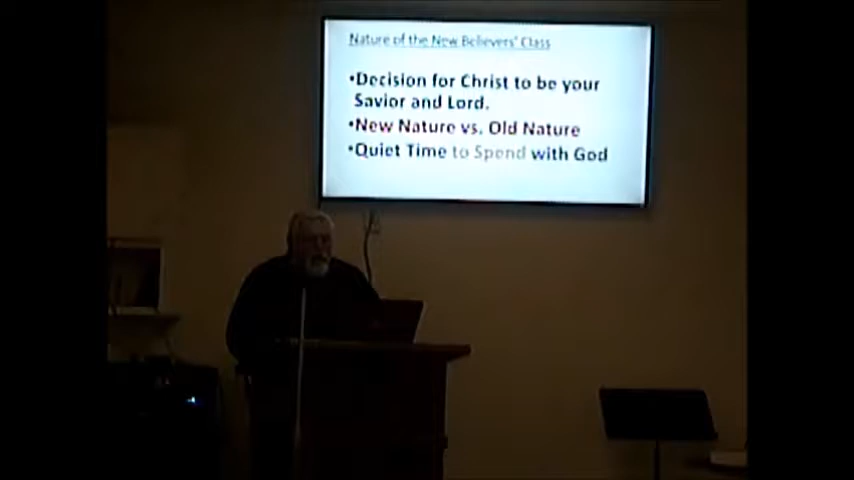 Nature of the New Believers' Class
•Decision for Christ to be your
Savior and Lord.
•New Nature vs. Old Nature
•Quiet Time to Spend with God